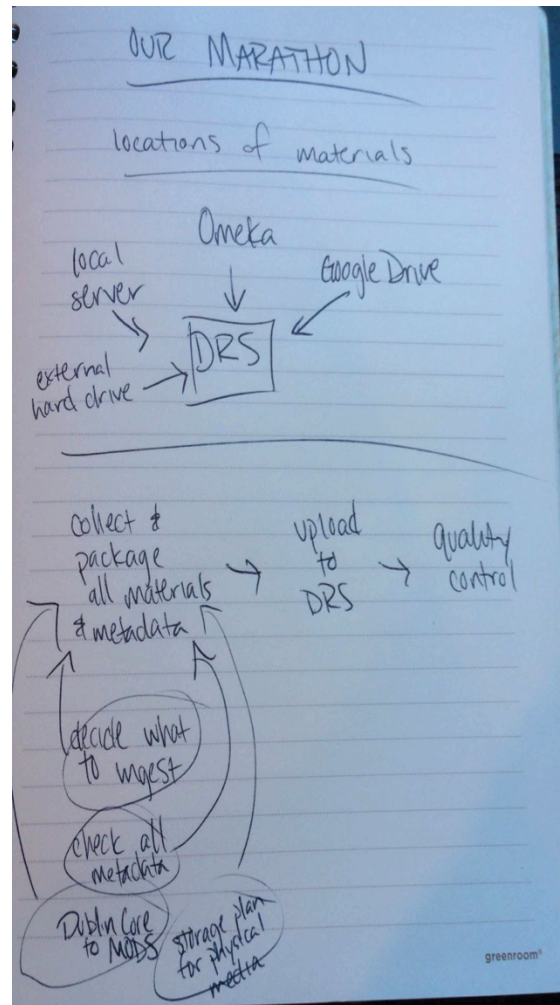 OUR MARATHON
locations of materials
Omeka
local
server
Google Drive
DRS
external
hard drive
collect &
package
all materials
& metadata
upload
to
DRS
quality
control
decide what
to ingest
check all
metadata
Dublin Core
to MODS
storage plan
for physical
media
greenroom®